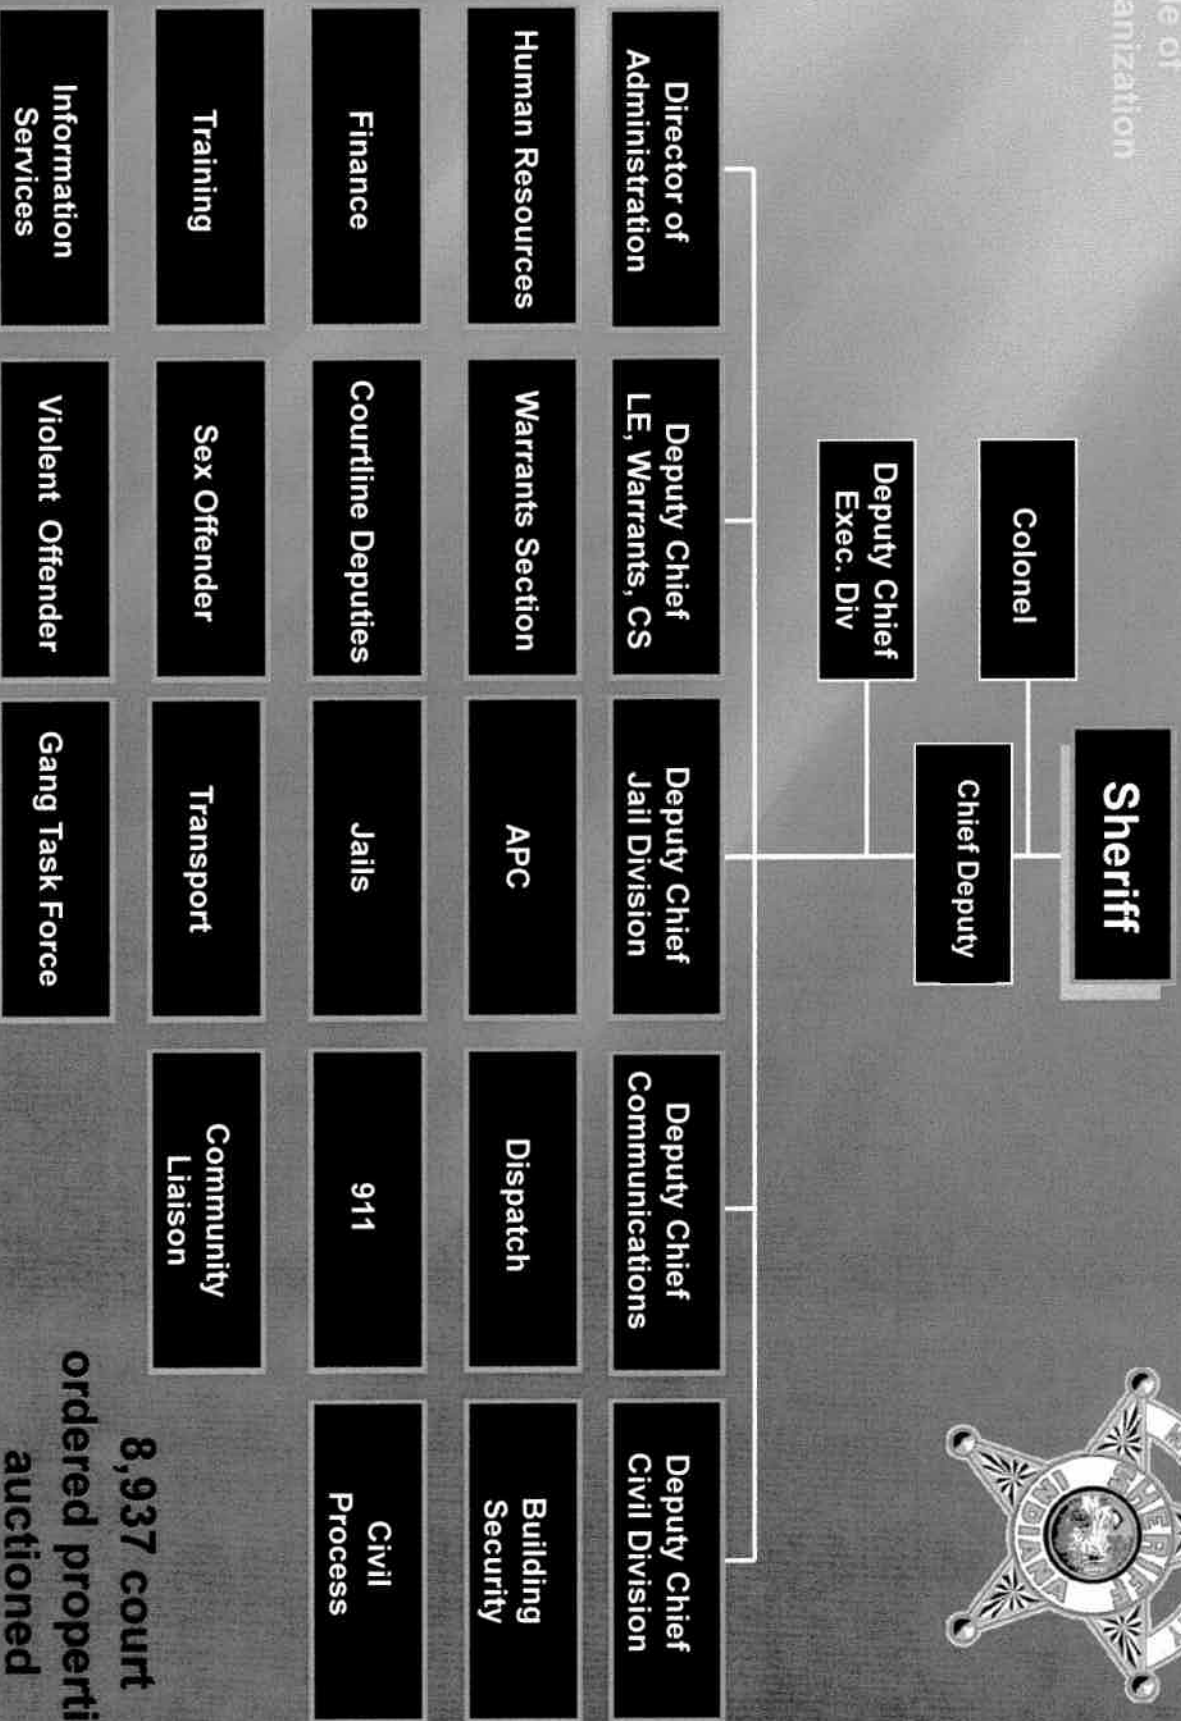 Sheriff
Colonel
Chief Deputy
Deputy Chief
Exec. Div
Director of
Administration
Deputy Chief
LE, Warrants, CS
Deputy Chief
Jail Division
Deputy Chief
Communications
Deputy Chief
Civil Division
Human Resources
Warrants Section
APC
Dispatch
Building
Security
Finance
Courtline Deputies
Jails
911
Civil
Process
Training
Sex Offender
Transport
Community
Liaison
Information
Services
Violent Offender
Gang Task Force
8,937 court
ordered
auctioned
SHERIFF
INDIANA